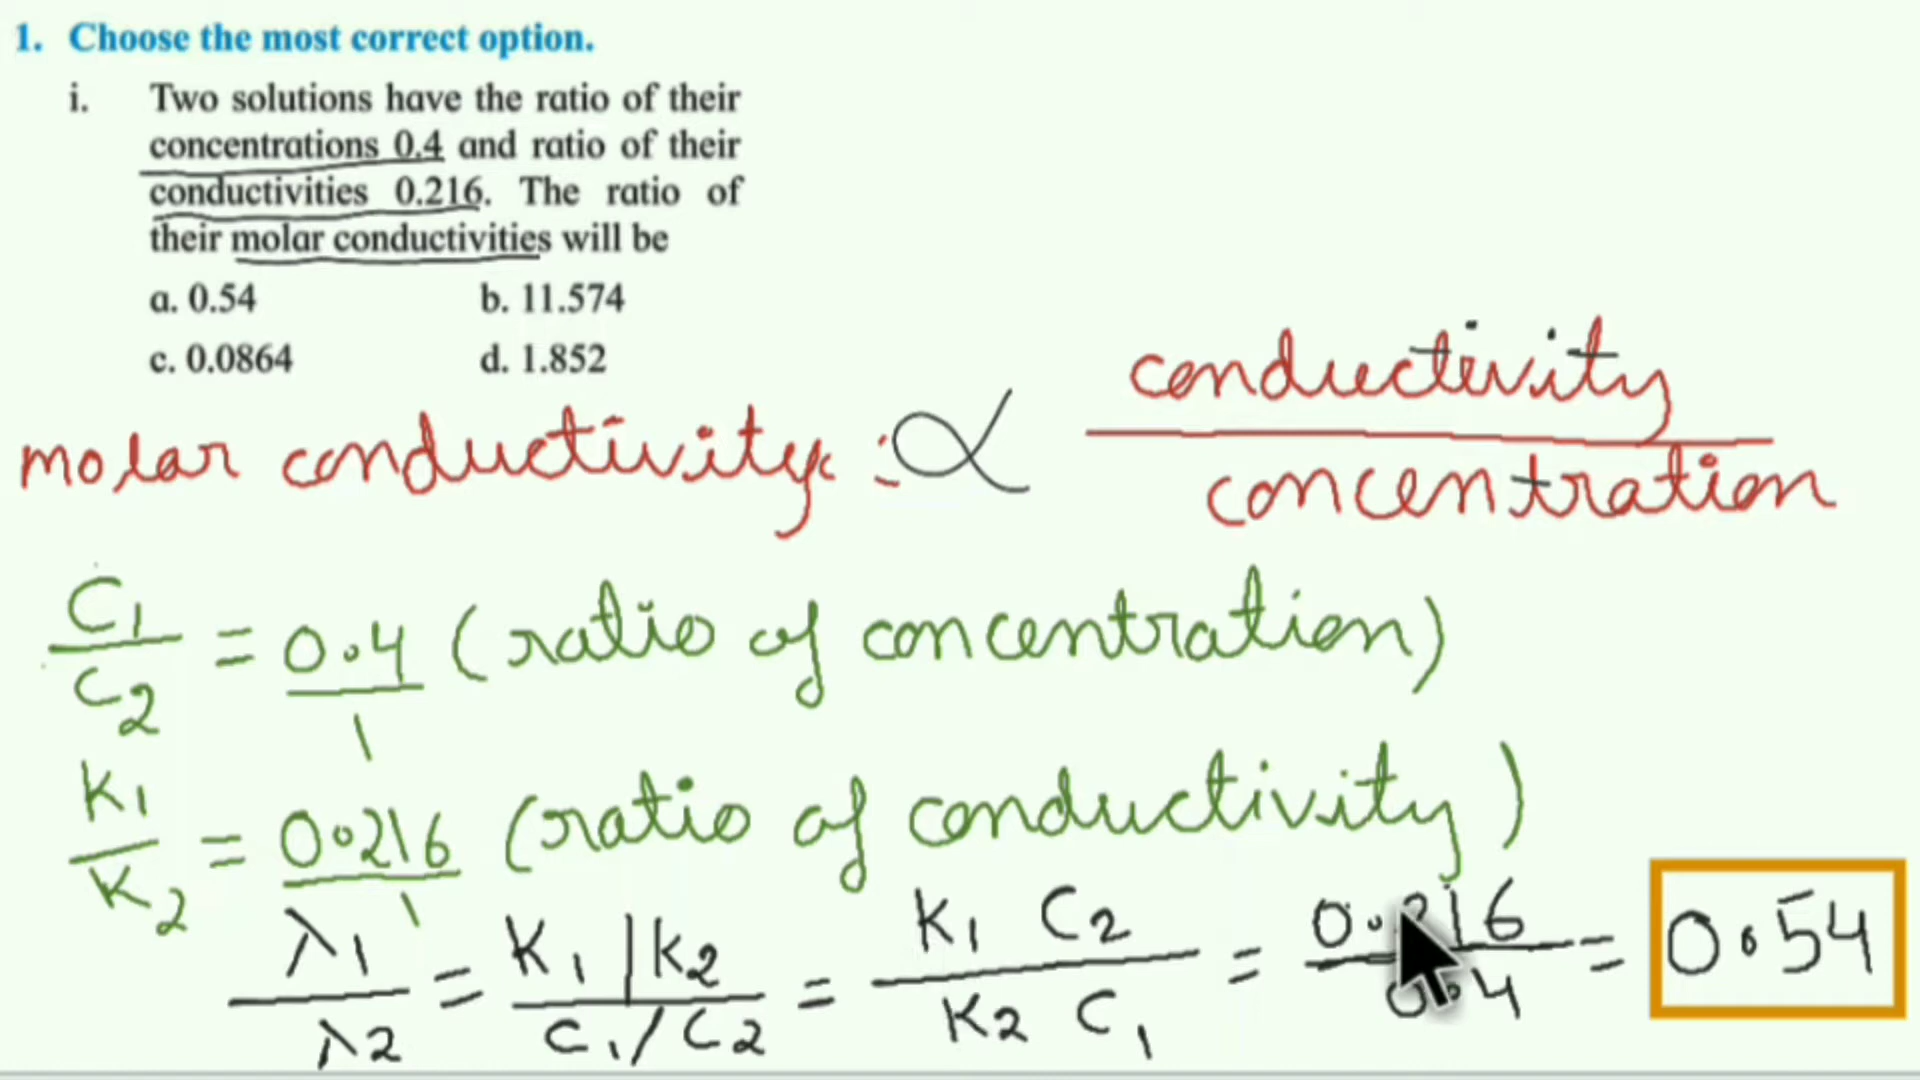 1. Choose the most correct option.
i. Two solutions have the ratio of their
concentrations 0.4 and ratio of their
conductivities 0.216. The ratio of
their molar conductivities will be
a. 0.54 b. 11.574
c. 0.0864 d. 1.852
molar conductivity ∝ conductivity / concentration
C1/C2 = 0.4/1 (ratio of concentration)
K1/K2 = 0.216/1 (ratio of conductivity)
λ1/λ2 = K1/K2 / C1/C2 = K1 C2 / K2 C1 = 0.216/0.4 = 0.54